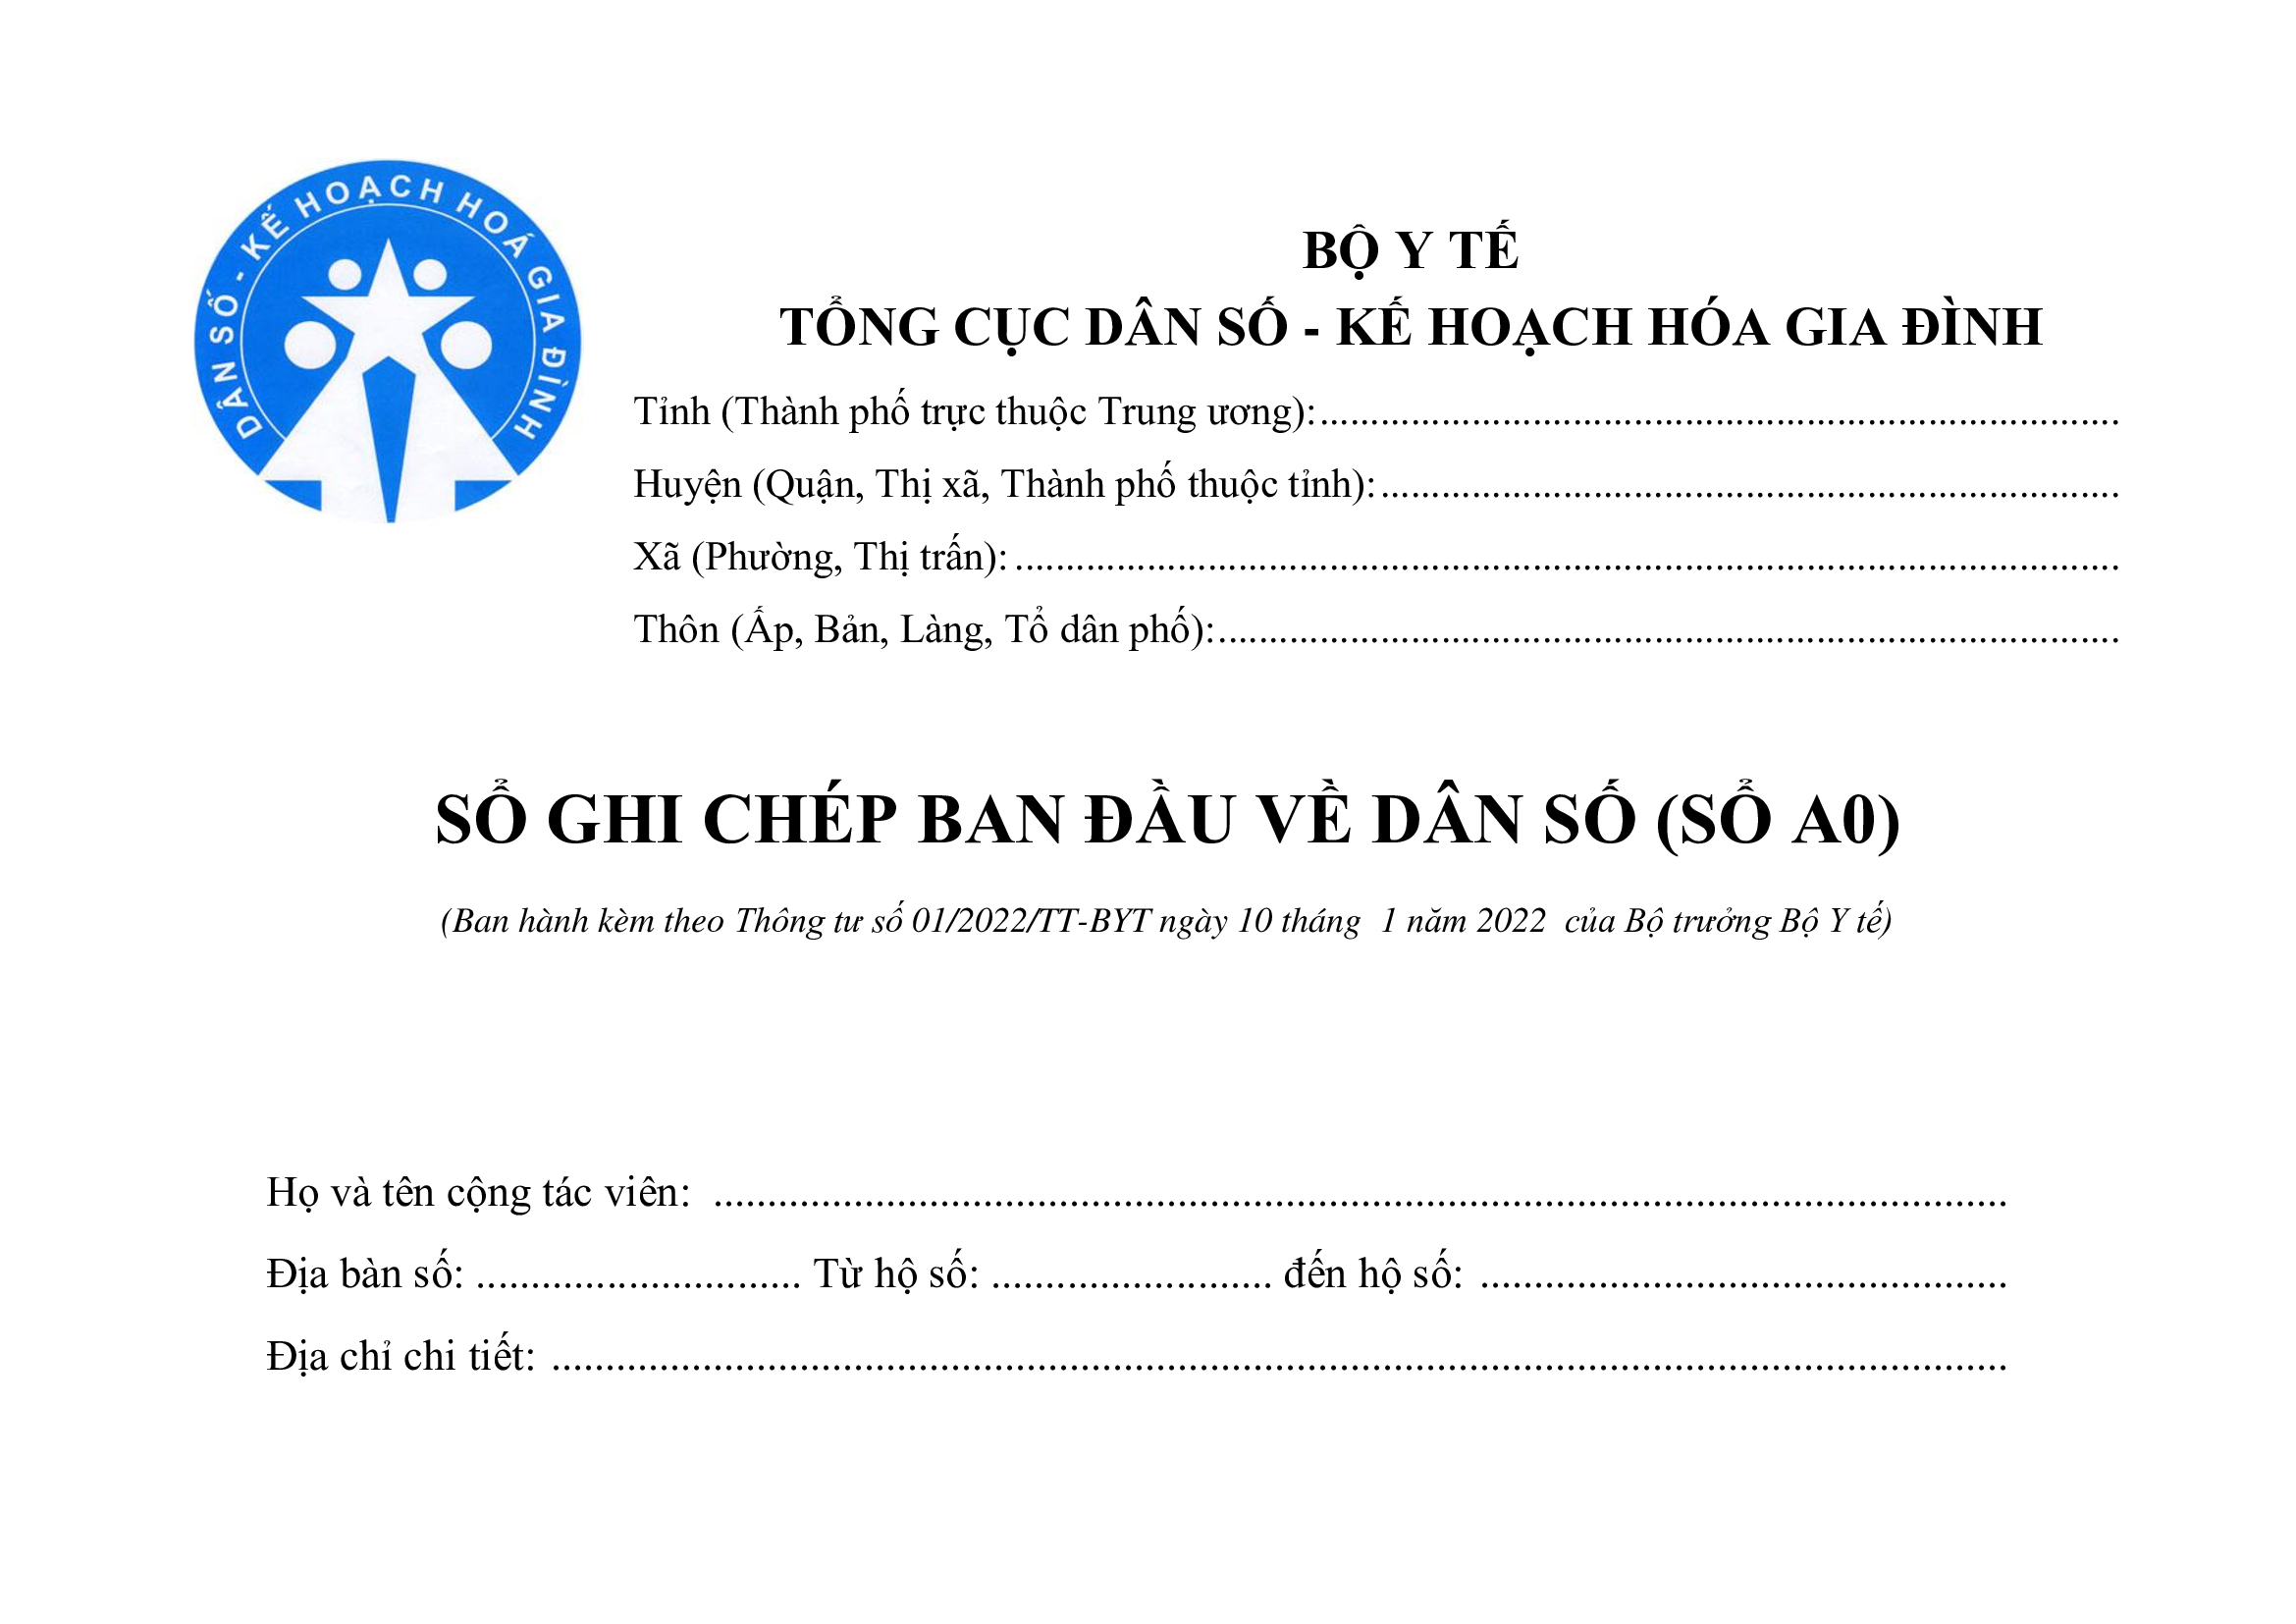 DÂN SỐ - KẾ HOẠCH HOÁ GIA ĐÌNH
BỘ Y TẾ
TỔNG CỤC DÂN SỐ - KẾ HOẠCH HÓA GIA ĐÌNH
Tỉnh (Thành phố trực thuộc Trung ương):................................................................................
Huyện (Quận, Thị xã, Thành phố thuộc tỉnh):..........................................................................
Xã (Phường, Thị trấn): ..............................................................................................................
Thôn (Ấp, Bản, Làng, Tổ dân phố):..........................................................................................
SỔ GHI CHÉP BAN ĐẦU VỀ DÂN SỐ (SỔ A0)
(Ban hành kèm theo Thông tư số 01/2022/TT-BYT ngày 10 tháng  1 năm 2022  của Bộ trưởng Bộ Y tế)
Họ và tên cộng tác viên: ........................................................................................................................
Địa bàn số: .............................. Từ hộ số: .......................... đến hộ số: .................................................
Địa chỉ chi tiết: .......................................................................................................................................